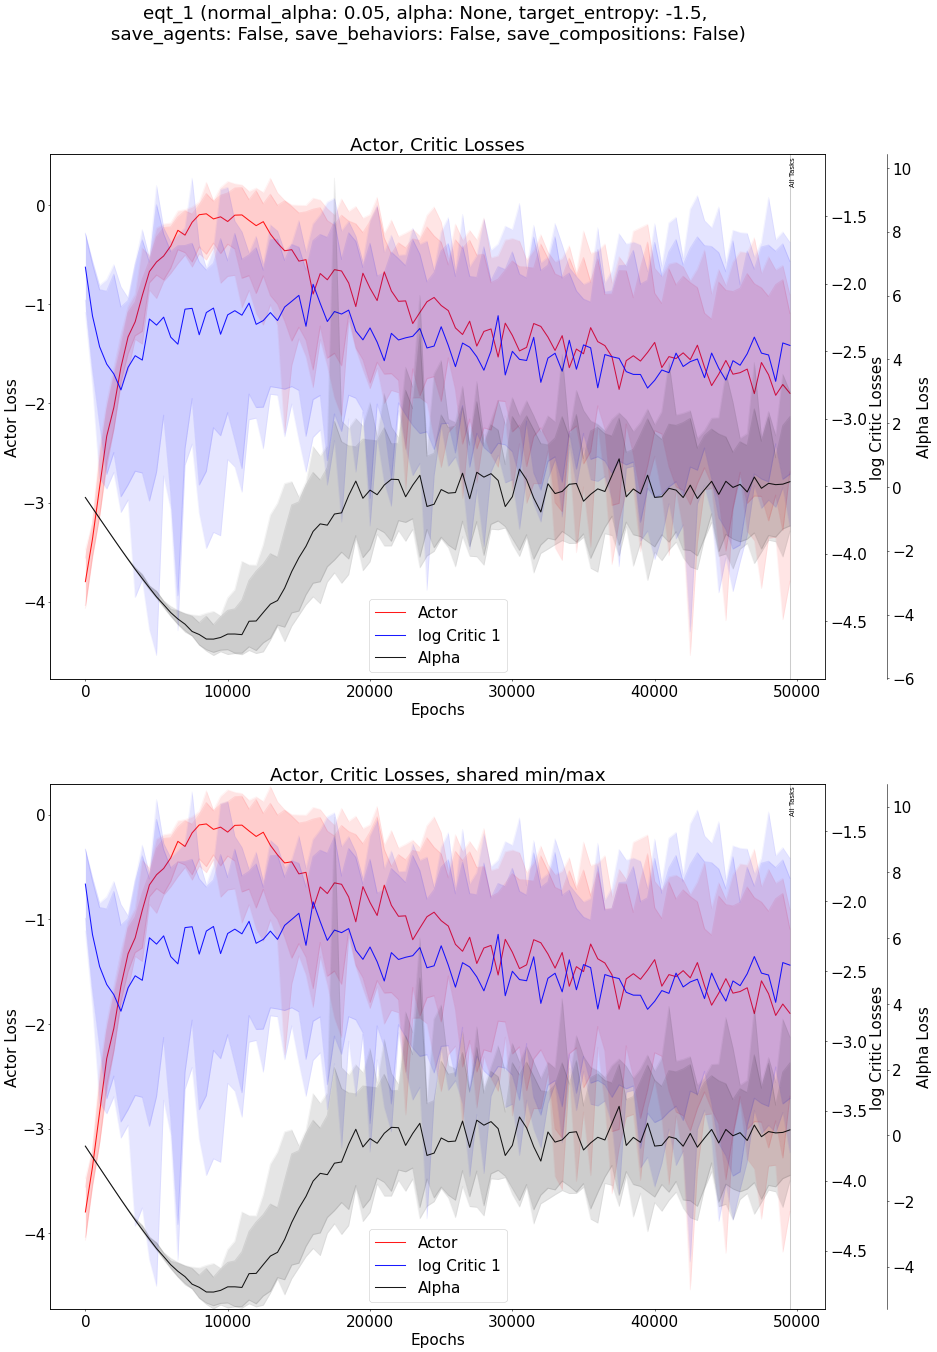 eqt_1 (normal_alpha: 0.05, alpha: None, target_entropy: -1.5,
save_agents: False, save_behaviors: False, save_compositions: False)
Actor, Critic Losses
All Tasks
0
−1
−2
−3
−4
Actor Loss
−1.5
−2.0
−2.5
−3.0
−3.5
−4.0
−4.5
log Critic Losses
10
8
6
4
2
0
−2
−4
−6
Alpha Loss
Actor
log Critic 1
Alpha
0 10000 20000 30000 40000 50000
Epochs
Actor, Critic Losses, shared min/max
All Tasks
0
−1
−2
−3
−4
Actor Loss
−1.5
−2.0
−2.5
−3.0
−3.5
−4.0
−4.5
log Critic Losses
10
8
6
4
2
0
−2
−4
Alpha Loss
Actor
log Critic 1
Alpha
0 10000 20000 30000 40000 50000
Epochs